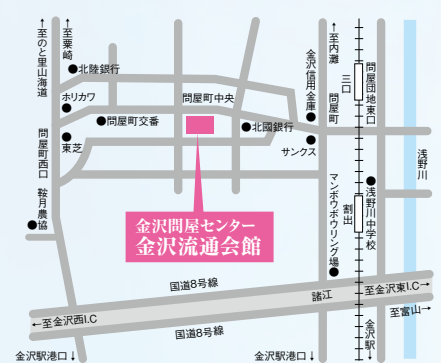 ←至のと里山海道
←至粟崎
北陸銀行
ホリカワ
問屋町交番
東芝
問屋町西口
鞍月農協
問屋町中央
北國銀行
金沢信用金庫
サンクス
←至内灘
問屋町
三口
問屋団地東口
浅野川
浅野川中学校
割出
マンボウボウリング場
金沢問屋センター
金沢流通会館
国道8号線
国道8号線
諸江
←至金沢西I.C
至金沢東I.C→
至富山→
金沢駅→
金沢駅港口↓
金沢駅港口↓